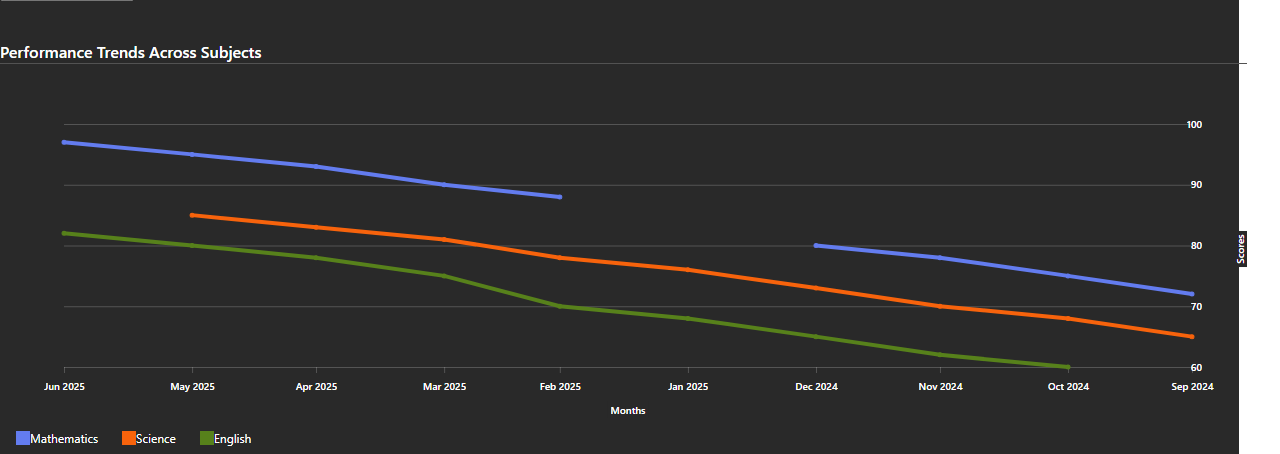 Performance Trends Across Subjects
100
90
80
70
60
Scores
Jun 2025 May 2025 Apr 2025 Mar 2025 Feb 2025 Jan 2025 Dec 2024 Nov 2024 Oct 2024 Sep 2024
Months
Mathematics Science English